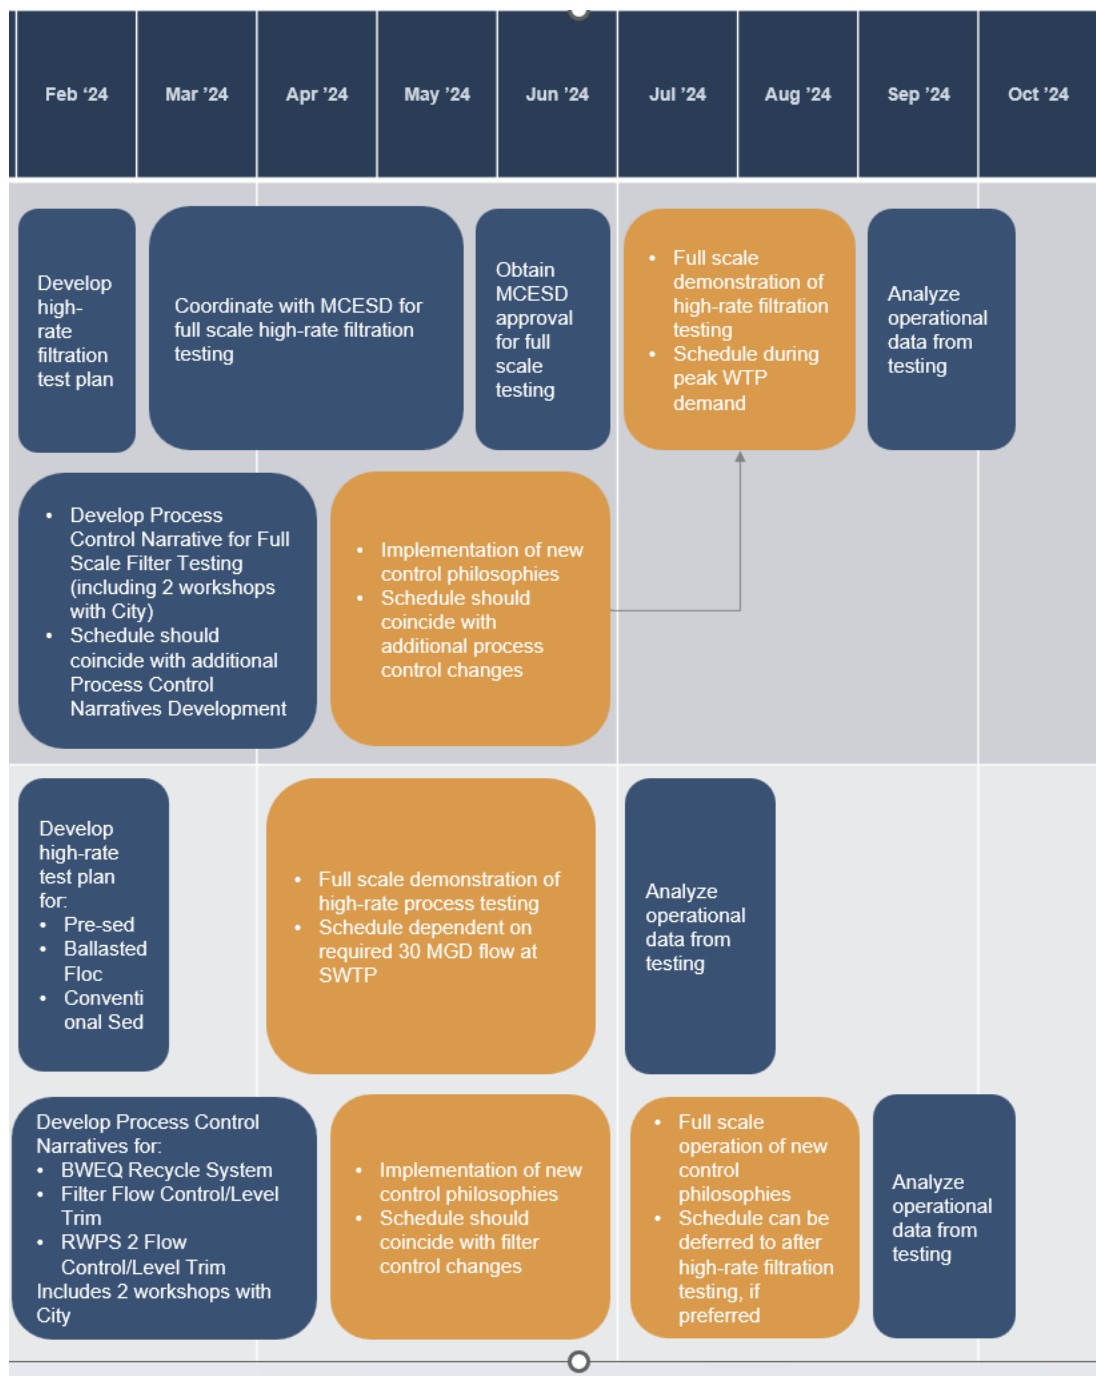 Feb ‘24
Mar ‘24
Apr ‘24
May ‘24
Jun ‘24
Jul ‘24
Aug ‘24
Sep ‘24
Oct ‘24
Develop
high-
rate
filtration
test plan
Coordinate with MCESD for
full scale high-rate filtration
testing
Obtain
MCESD
approval
for full
scale
testing
• Full scale
demonstration of
high-rate filtration
testing
• Schedule during
peak WTP
demand
Analyze
operational
data from
testing
• Develop Process
Control Narrative for Full
Scale Filter Testing
(including 2 workshops
with City)
• Schedule should
coincide with additional
Process Control
Narratives Development
• Implementation of new
control philosophies
• Schedule should
coincide with
additional process
control changes
Develop
high-rate
test plan
for:
• Pre-sed
• Ballasted
Floc
• Conventi
onal Sed
• Full scale demonstration of
high-rate process testing
• Schedule dependent on
required 30 MGD flow at
SWTP
Analyze
operational
data from
testing
Develop Process Control
Narratives for:
• BWEQ Recycle System
• Filter Flow Control/Level
Trim
• RWPS 2 Flow
Control/Level Trim
Includes 2 workshops with
City
• Implementation of new
control philosophies
• Schedule should
coincide with filter
control changes
• Full scale
operation of new
control
philosophies
• Schedule can be
deferred to after
high-rate filtration
testing, if
preferred
Analyze
operational
data from
testing